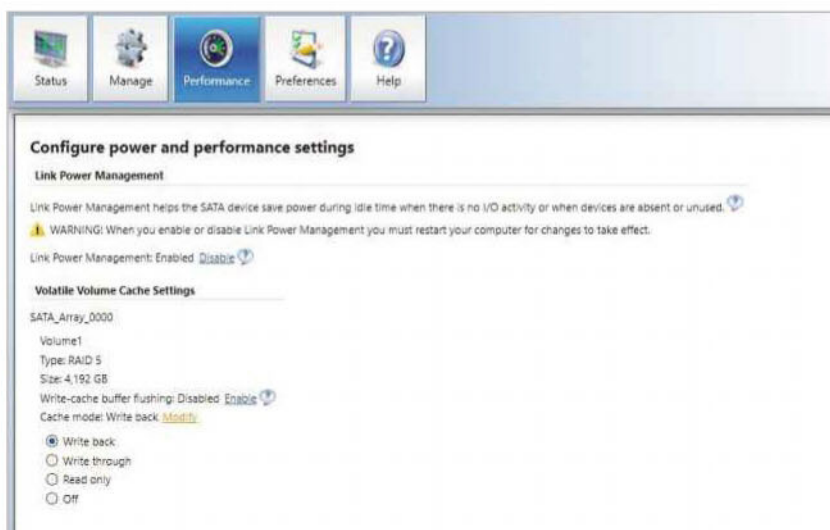 Status Manage Performance Preferences Help
Configure power and performance settings
Link Power Management
Link Power Management helps the SATA device save power during idle time when there is no I/O activity or when devices are absent or unused.
WARNING: When you enable or disable Link Power Management you must restart your computer for changes to take effect.
Link Power Management: Enabled Disable
Volatile Volume Cache Settings
SATA_Array_0000
Volume1
Type: RAID 5
Size: 4,192 GB
Write-cache buffer flushing: Disabled Enable
Cache mode: Write back Modify
Write back
Write through
Read only
Off